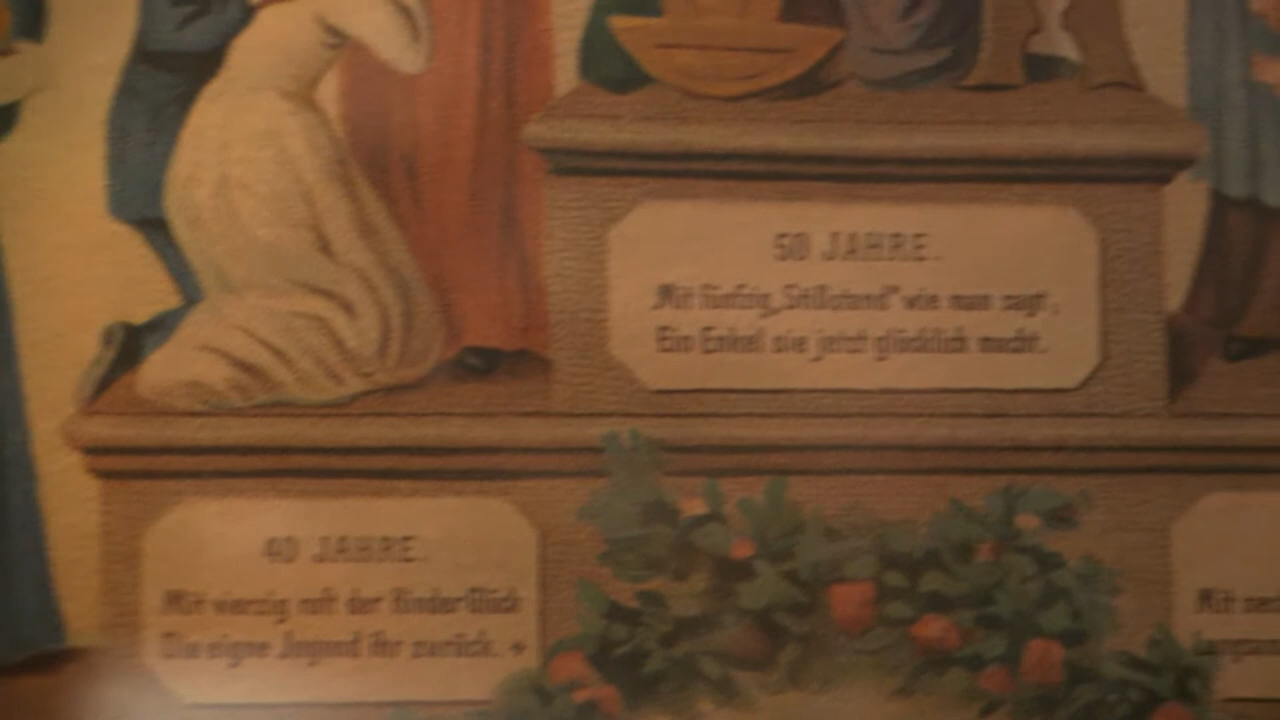 50 JAHRE.
Mit fünfzig „Stillstand" wie man sagt,
Ein Enkel sie jetzt glücklich macht.
40 JAHRE.
Mit vierzig ruft der Kinder Glück
Die eigne Jugend ihr zurück.
Mit